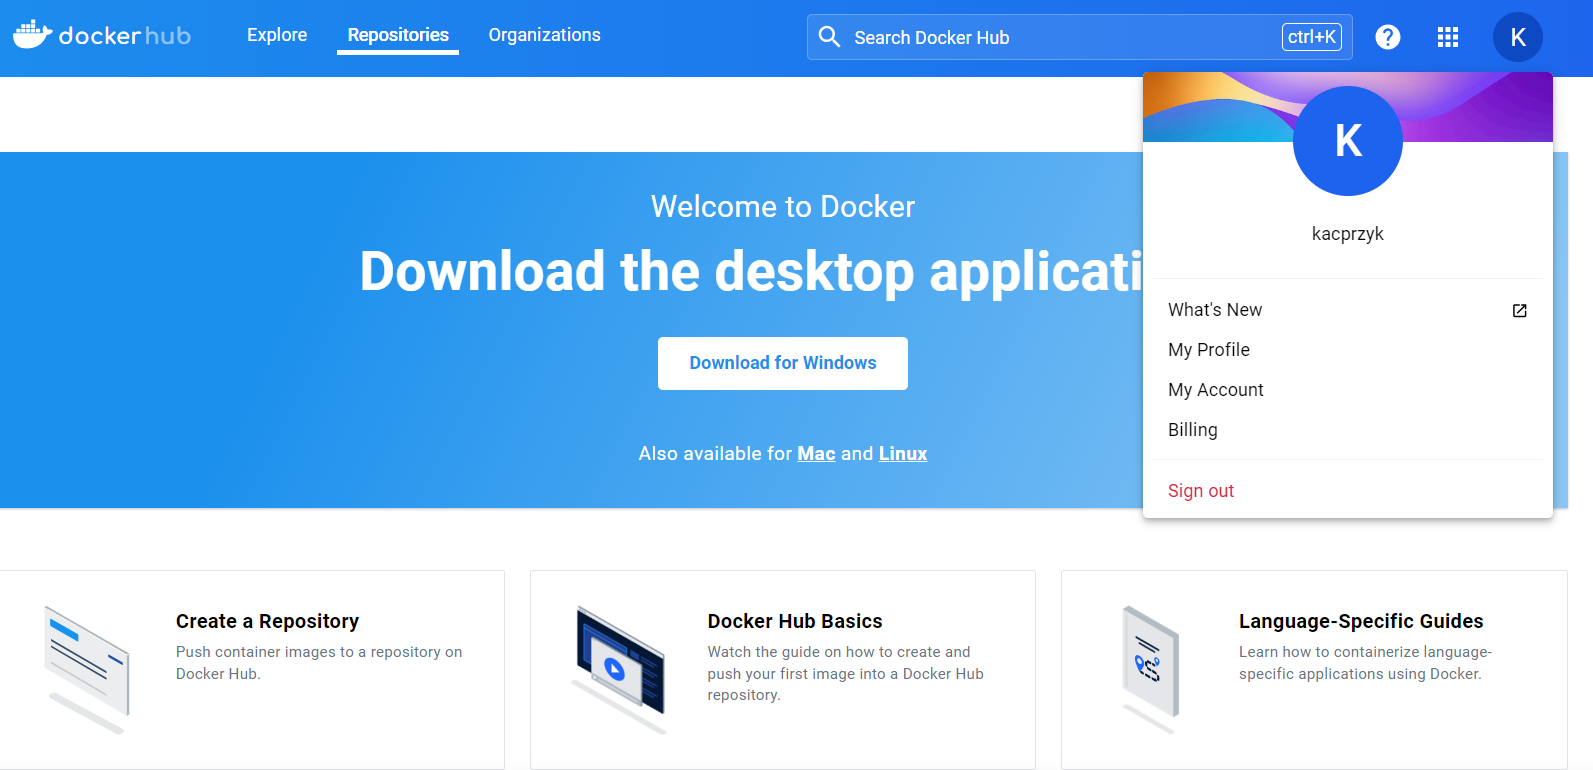 dockerhub
Explore
Repositories
Organizations
Search Docker Hub
ctrl+K
?
K
K
kacprzyk
What's New
My Profile
My Account
Billing
Sign out
Welcome to Docker
Download the desktop applicati
Download for Windows
Also available for Mac and Linux
Create a Repository
Push container images to a repository on
Docker Hub.
Docker Hub Basics
Watch the guide on how to create and
push your first image into a Docker Hub
repository.
Language-Specific Guides
Learn how to containerize language-
specific applications using Docker.